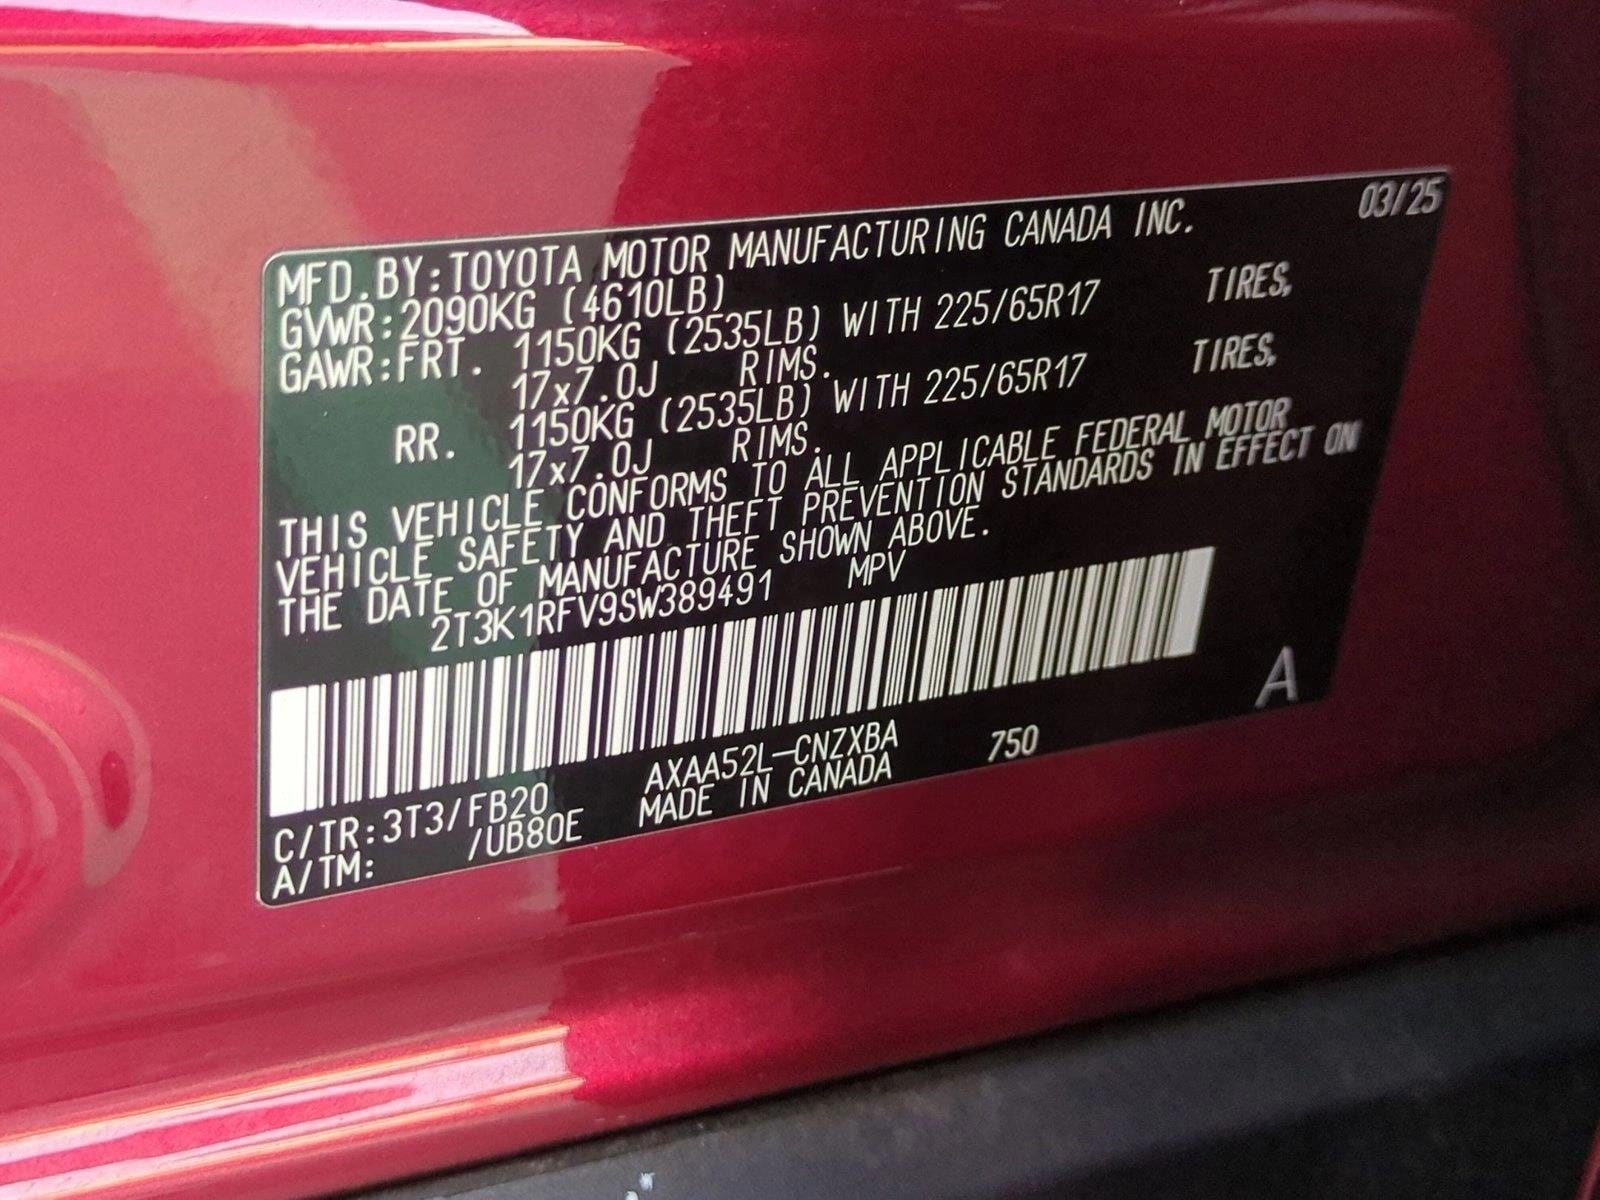 03/25
MFD.BY:TOYOTA MOTOR MANUFACTURING CANADA INC.
GVWR:2090KG (4610LB)
GAWR:FRT. 1150KG (2535LB) WITH 225/65R17 TIRES,
17x7.0J RIMS.
RR. 1150KG (2535LB) WITH 225/65R17 TIRES,
17x7.0J RIMS.
THIS VEHICLE CONFORMS TO ALL APPLICABLE FEDERAL MOTOR
VEHICLE SAFETY AND THEFT PREVENTION STANDARDS IN EFFECT ON
THE DATE OF MANUFACTURE SHOWN ABOVE.
2T3K1RFV9SW389491 MPV
A
AXAA52L-CNZXBA 750
C/TR:3T3/FB20 MADE IN CANADA
A/TM: /UB80E